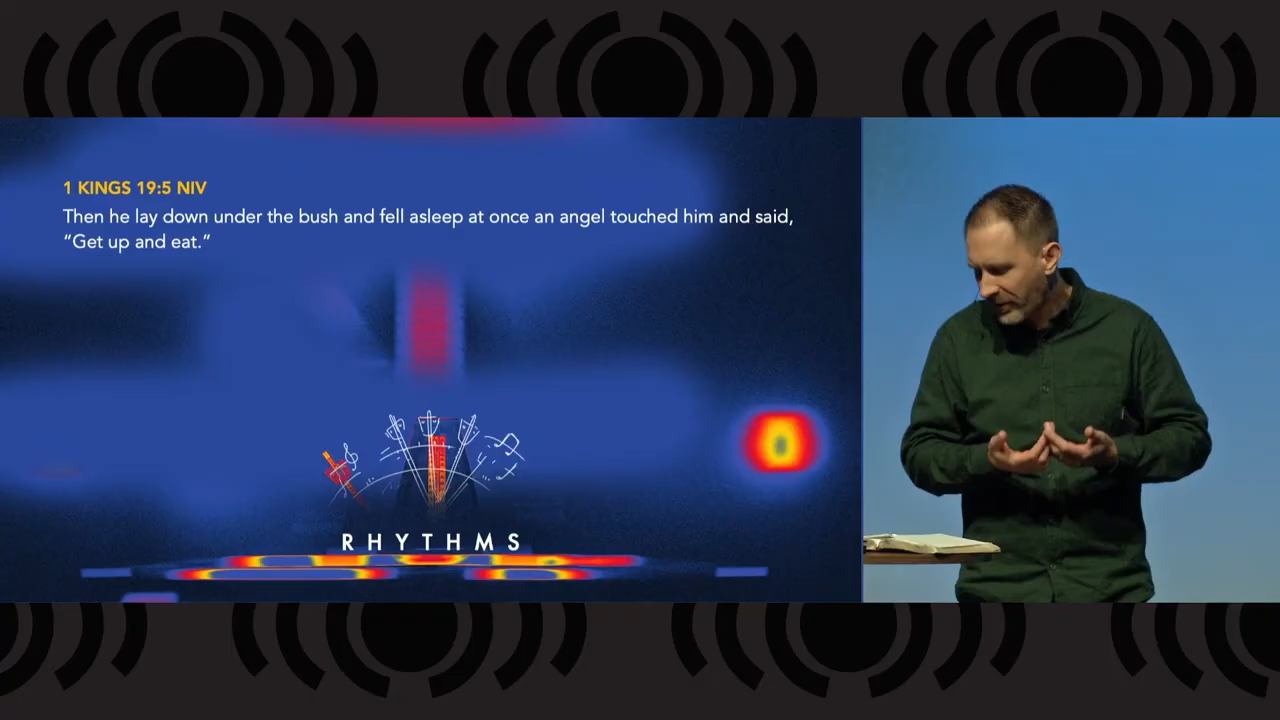 1 KINGS 19:5 NIV
Then he lay down under the bush and fell asleep at once an angel touched him and said,
“Get up and eat.”
RHYTHMS